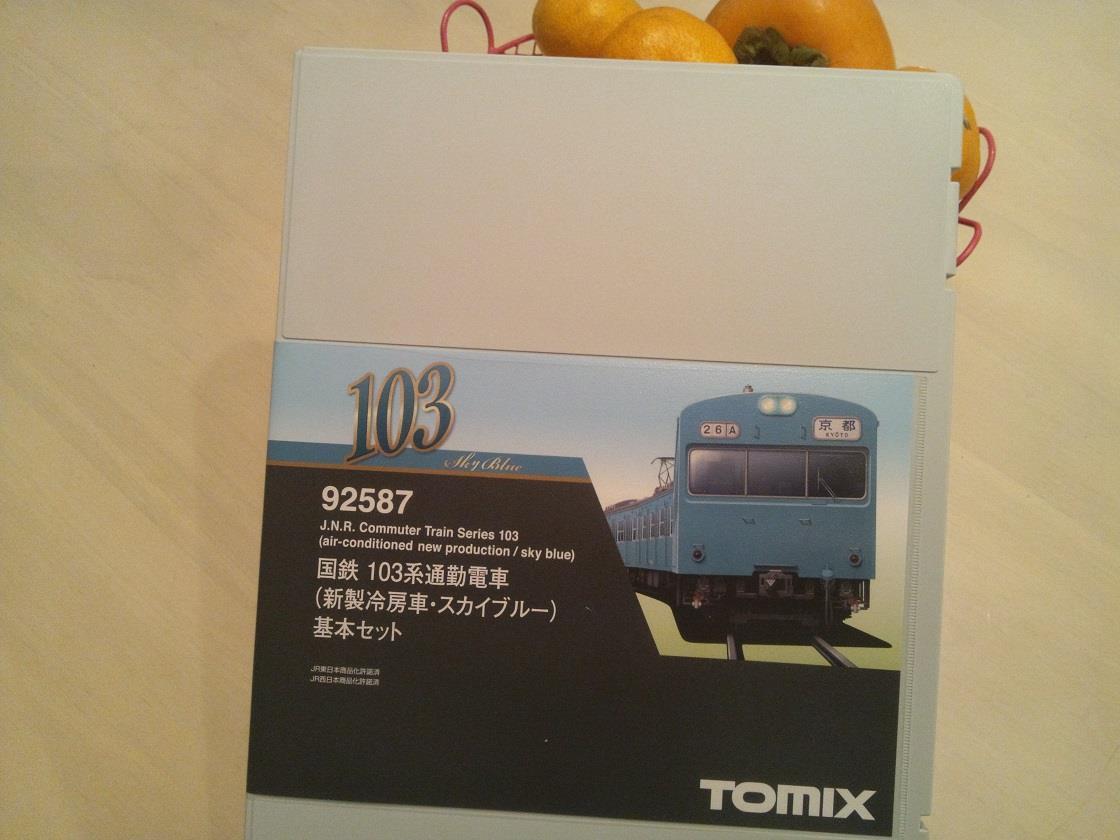 103
Sky Blue
26A
京都
KYŌTO
92587
J.N.R. Commuter Train Series 103
(air-conditioned new production / sky blue)
国鉄 103系通勤電車
(新製冷房車・スカイブルー)
基本セット
JR東日本商品化許諾済
JR西日本商品化許諾済
TOMIX